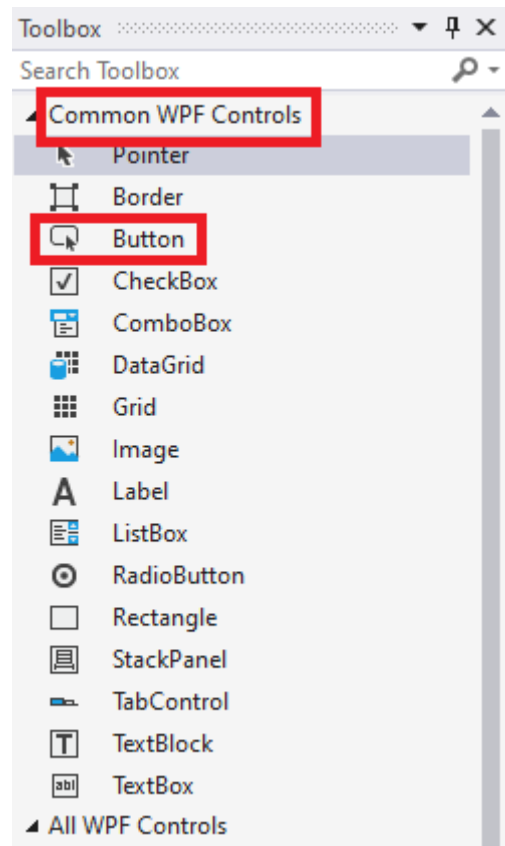 Toolbox
Search Toolbox
Common WPF Controls
Pointer
Border
Button
CheckBox
ComboBox
DataGrid
Grid
Image
A Label
ListBox
RadioButton
Rectangle
StackPanel
TabControl
T TextBlock
abl TextBox
All WPF Controls